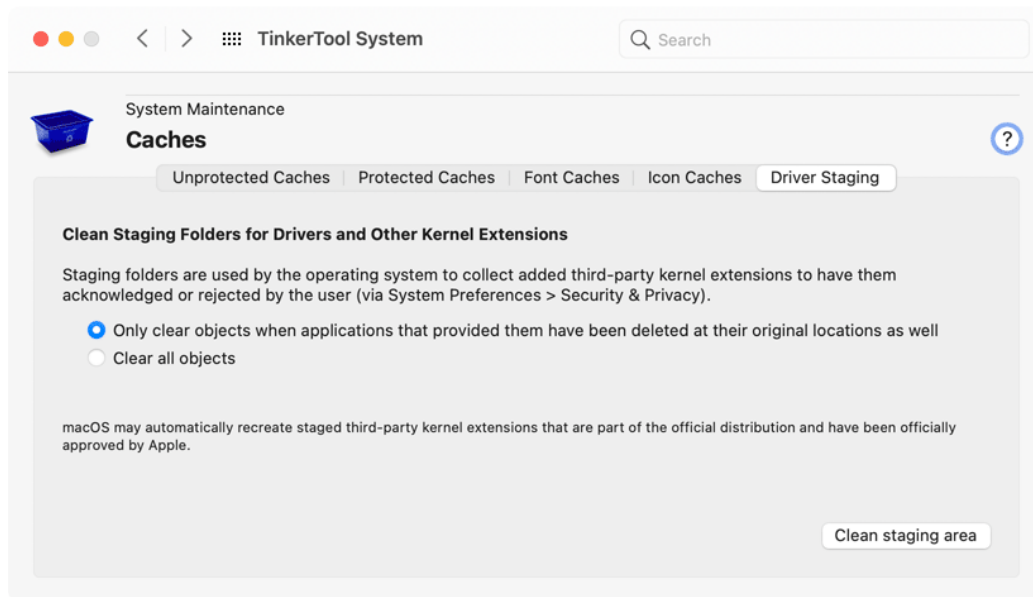 TinkerTool System
Search
System Maintenance
Caches
?
Unprotected Caches
Protected Caches
Font Caches
Icon Caches
Driver Staging
Clean Staging Folders for Drivers and Other Kernel Extensions
Staging folders are used by the operating system to collect added third-party kernel extensions to have them
acknowledged or rejected by the user (via System Preferences > Security & Privacy).
Only clear objects when applications that provided them have been deleted at their original locations as well
Clear all objects
macOS may automatically recreate staged third-party kernel extensions that are part of the official distribution and have been officially
approved by Apple.
Clean staging area